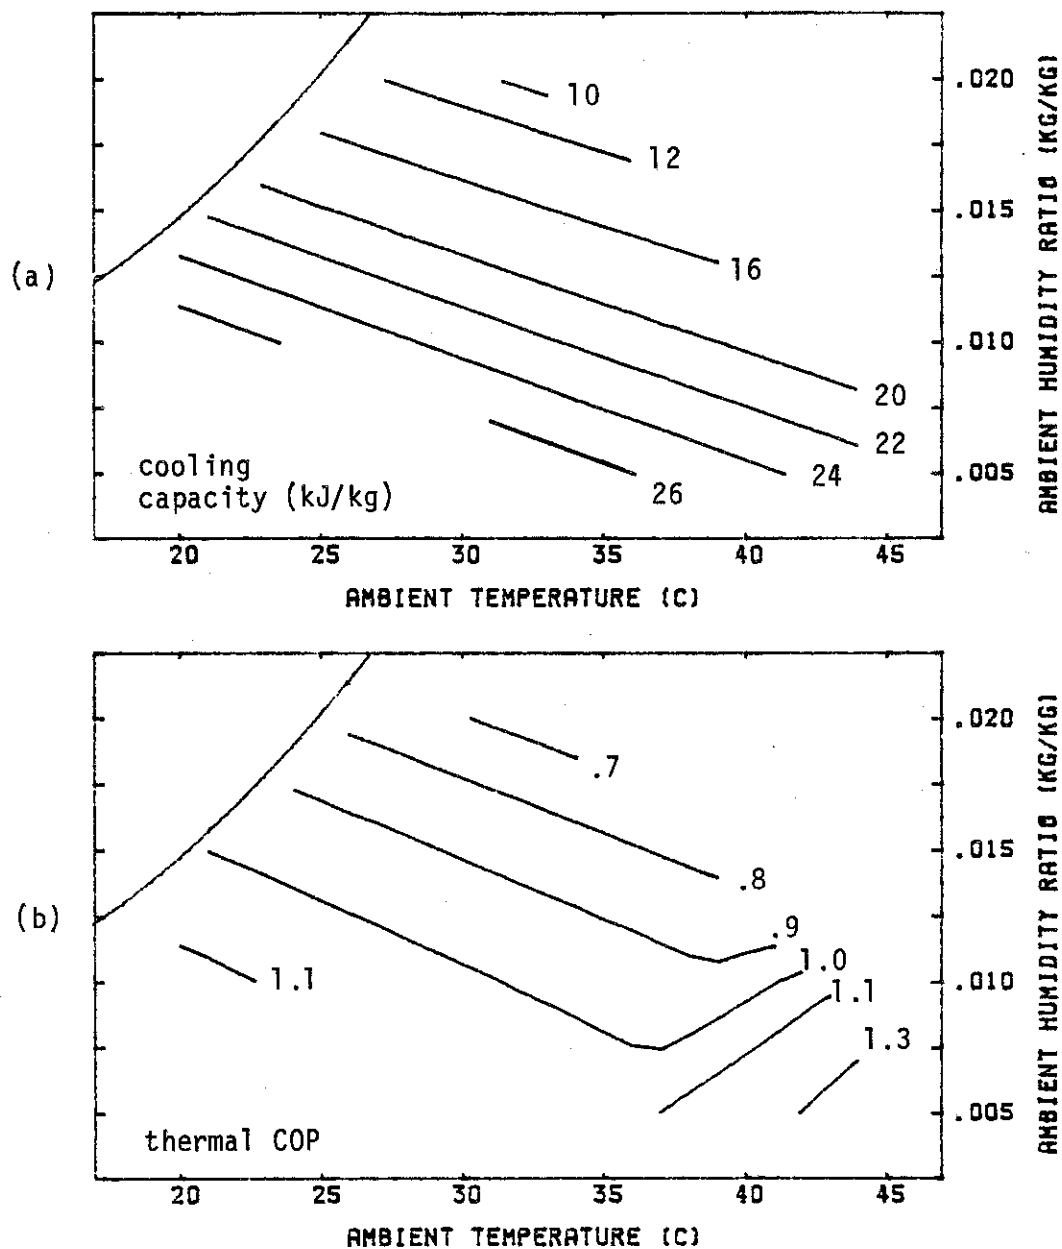 (a)
10
12
16
20
22
24
26
cooling
capacity (kJ/kg)
.020
.015
.010
.005
AMBIENT HUMIDITY RATIO (KG/KG)
20 25 30 35 40 45
AMBIENT TEMPERATURE (C)
(b)
.7
.8
.9
1.0
1.1
1.1
1.3
thermal COP
.020
.015
.010
.005
AMBIENT HUMIDITY RATIO (KG/KG)
20 25 30 35 40 45
AMBIENT TEMPERATURE (C)